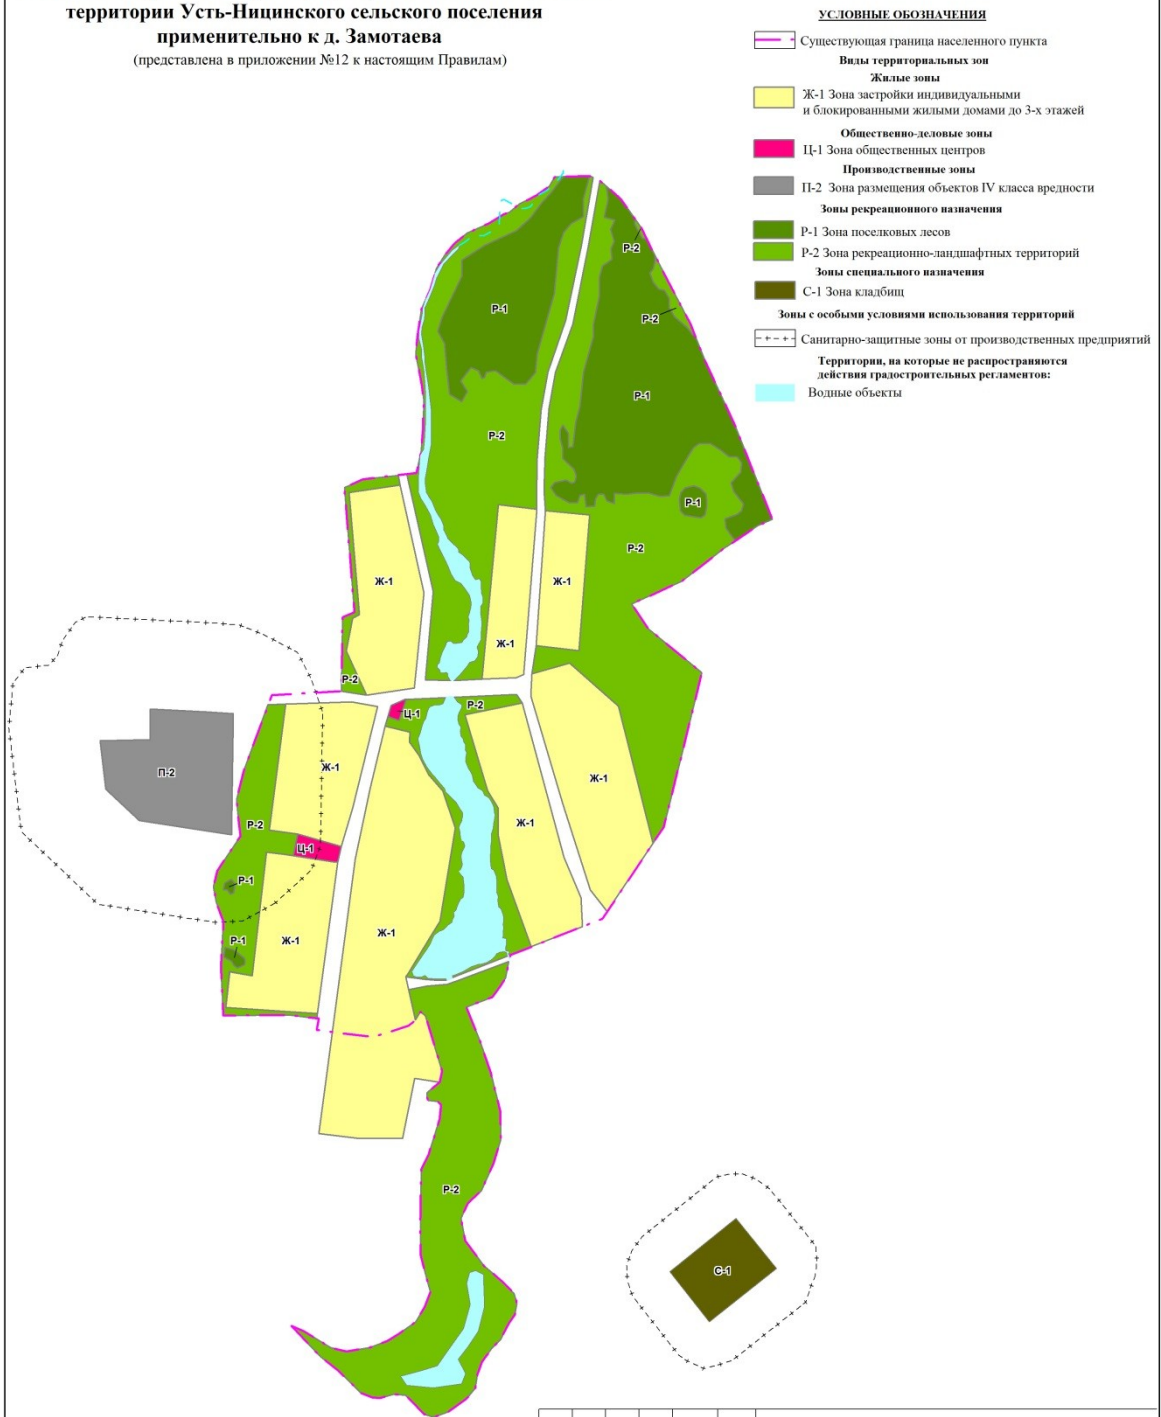 территории Усть-Ницинского сельского поселения
применительно к д. Замотаева
(представлена в приложении №12 к настоящим Правилам)
УСЛОВНЫЕ ОБОЗНАЧЕНИЯ
Существующая граница населенного пункта
Виды территориальных зон
Жилые зоны
Ж-1 Зона застройки индивидуальными
и блокированными жилыми домами до 3-х этажей
Общественно-деловые зоны
Ц-1 Зона общественных центров
Производственные зоны
П-2 Зона размещения объектов IV класса вредности
Зоны рекреационного назначения
Р-1 Зона поселковых лесов
Р-2 Зона рекреационно-ландшафтных территорий
Зоны специального назначения
С-1 Зона кладбищ
Зоны с особыми условиями использования территорий
Санитарно-защитные зоны от производственных предприятий
Территории, на которые не распространяются
действия градостроительных регламентов:
Водные объекты
Р-2
Р-1
Р-2
Р-1
Р-2
Р-1
Р-2
Ж-1
Ж-1
Ж-1
Р-2
Р-2
Ц-1
П-2
Ж-1
Ж-1
Р-2
Ж-1
Ц-1
Р-1
Ж-1
Р-1
Ж-1
Р-2
С-1